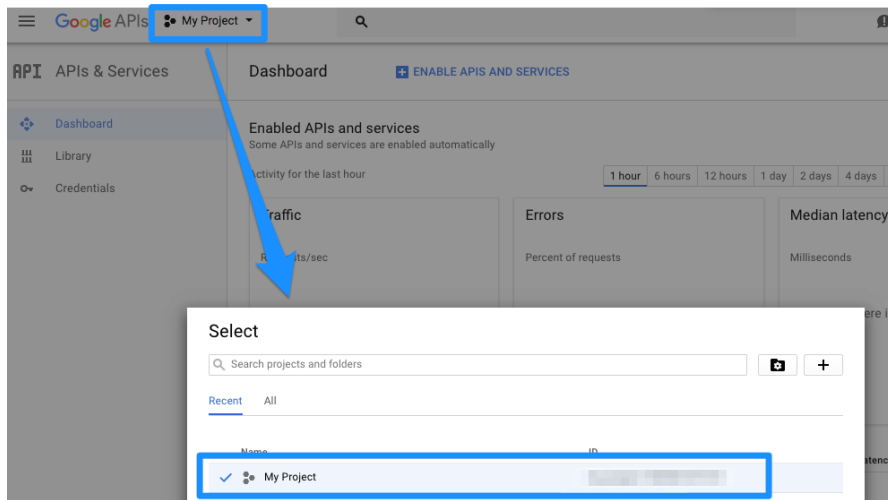 Google APIs My Project
API APIs & Services Dashboard ENABLE APIS AND SERVICES
Dashboard
Library
Credentials
Enabled APIs and services
Some APIs and services are enabled automatically
Activity for the last hour
1 hour 6 hours 12 hours 1 day 2 days 4 days
Traffic
Errors
Percent of requests
Median latency
Milliseconds
Select
Search projects and folders
Recent All
Name ID
My Project